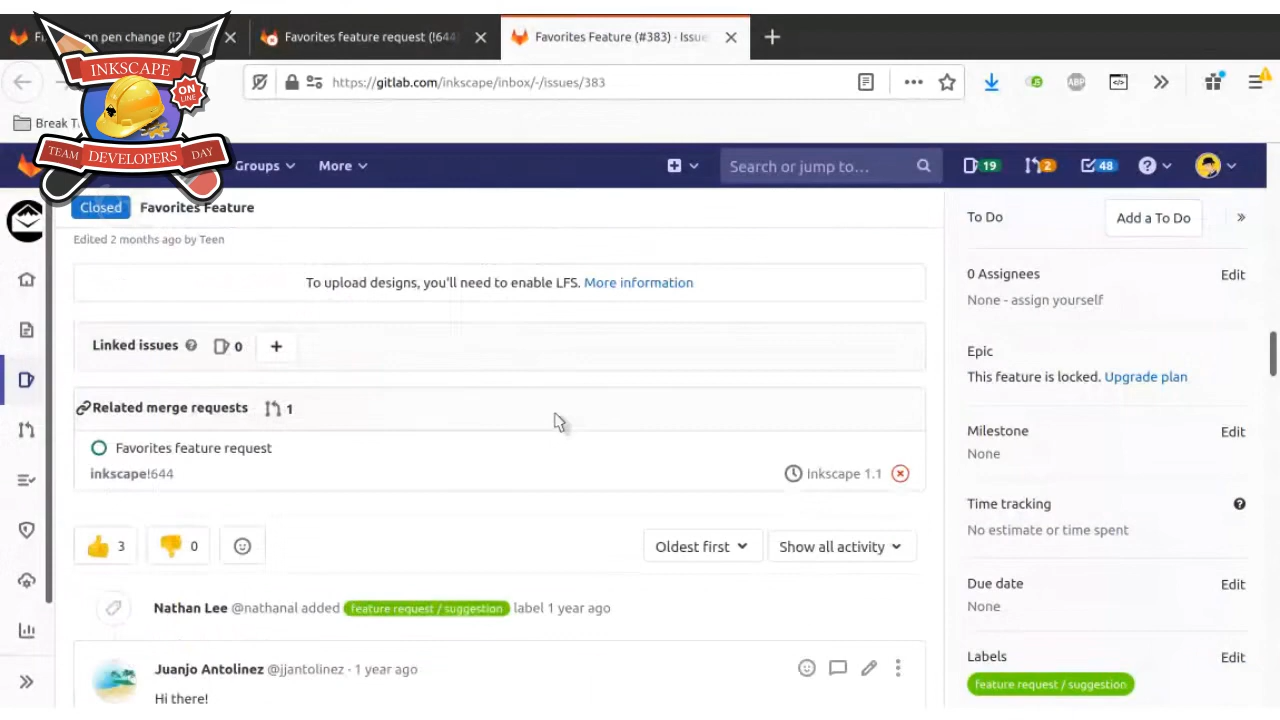 on pen change (!2
Favorites feature request (!644
Favorites Feature (#383) · Issue
INKSCAPE
ON
LINE
TEAM DEVELOPERS DAY
https://gitlab.com/inkscape/inbox/-/issues/383
ABP
Break
Groups
More
Search or jump to...
19
2
48
Closed
Favorites Feature
Edited 2 months ago by Teen
To upload designs, you'll need to enable LFS. More information
Linked issues
0
Related merge requests
1
Favorites feature request
inkscape!644
Inkscape 1.1
3
0
Oldest first
Show all activity
Nathan Lee @nathanal added feature request / suggestion label 1 year ago
Juanjo Antolinez @jjantolinez · 1 year ago
Hi there!
To Do
Add a To Do
0 Assignees
Edit
None - assign yourself
Epic
This feature is locked. Upgrade plan
Milestone
Edit
None
Time tracking
No estimate or time spent
Due date
Edit
None
Labels
Edit
feature request / suggestion